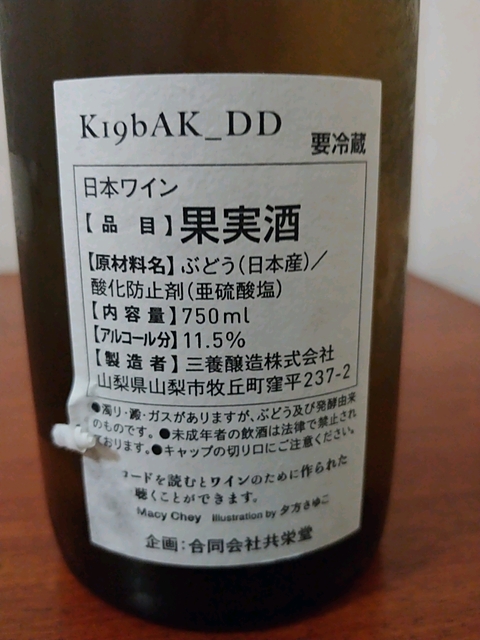 K19bAK_DD
要冷蔵
日本ワイン
【品 目】果実酒
【原材料名】ぶどう(日本産)／
酸化防止剤(亜硫酸塩)
【内容量】750ml
【アルコール分】11.5%
【製造者】三養醸造株式会社
山梨県山梨市牧丘町窪平237-2
●濁り・澱・ガスがありますが、ぶどう及び発酵由来
のものです。●未成年者の飲酒は法律で禁止され
ております。●キャップの切り口にご注意ください。
コードを読むとワインのために作られた
聴くことができます。
Macy Chey Illustration by 夕方さゆこ
企画：合同会社共栄堂